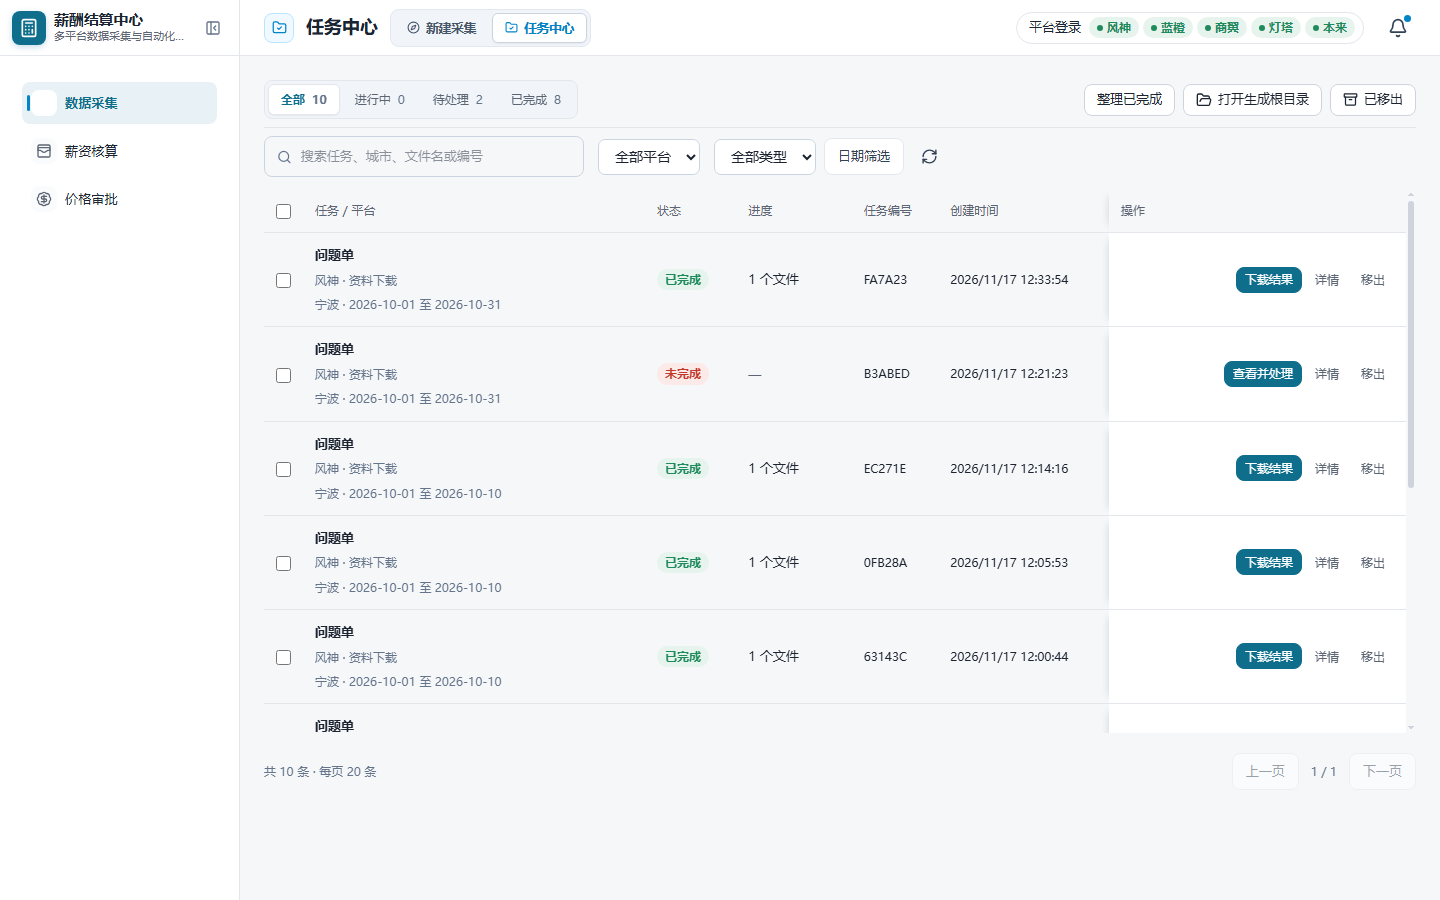 薪酬结算中心
多平台数据采集与自动化...
任务中心
新建采集
任务中心
平台登录
风神
蓝橙
商翼
灯塔
本来
数据采集
薪资核算
价格审批
全部 10
进行中 0
待处理 2
已完成 8
整理已完成
打开生成根目录
已移出
搜索任务、城市、文件名或编号
全部平台
全部类型
日期筛选
任务 / 平台 状态 进度 任务编号 创建时间 操作
问题单
风神 · 资料下载
宁波 · 2026-10-01 至 2026-10-31
已完成 1 个文件 FA7A23 2026/11/17 12:33:54 下载结果 详情 移出
问题单
风神 · 资料下载
宁波 · 2026-10-01 至 2026-10-31
未完成 — B3ABED 2026/11/17 12:21:23 查看并处理 详情 移出
问题单
风神 · 资料下载
宁波 · 2026-10-01 至 2026-10-10
已完成 1 个文件 EC271E 2026/11/17 12:14:16 下载结果 详情 移出
问题单
风神 · 资料下载
宁波 · 2026-10-01 至 2026-10-10
已完成 1 个文件 0FB28A 2026/11/17 12:05:53 下载结果 详情 移出
问题单
风神 · 资料下载
宁波 · 2026-10-01 至 2026-10-10
已完成 1 个文件 63143C 2026/11/17 12:00:44 下载结果 详情 移出
问题单
共 10 条 · 每页 20 条
上一页
1 / 1
下一页